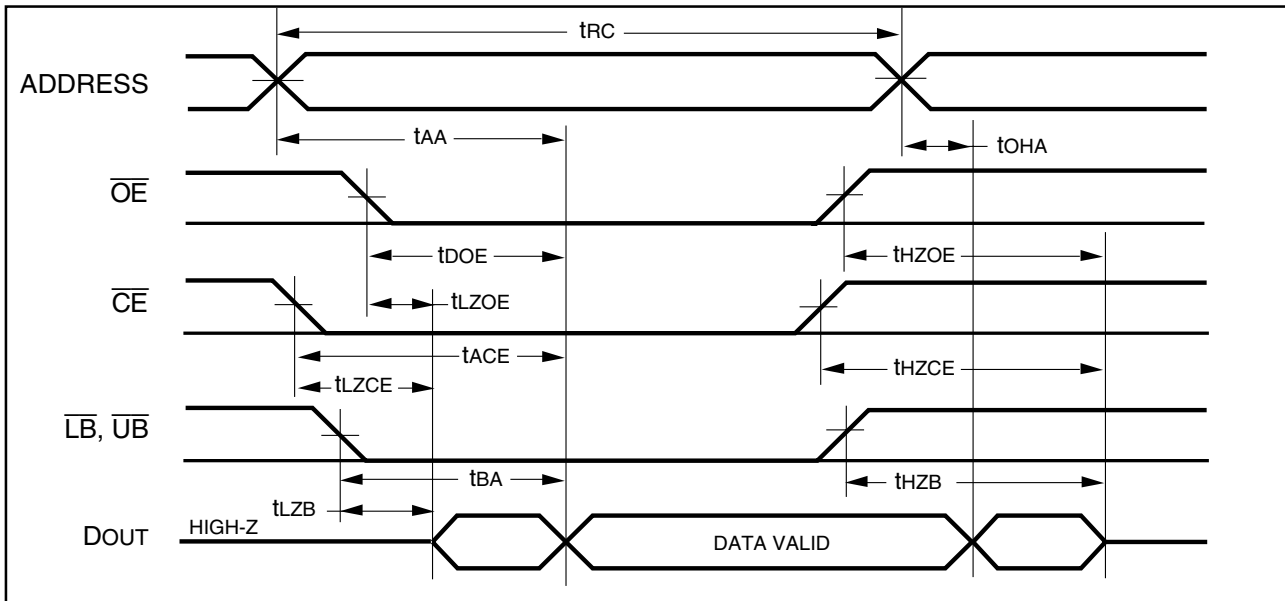 tRC
ADDRESS
tAA
tOHA
OE
tDOE
tHZOE
CE
tLZOE
tACE
tHZCE
tLZCE
LB, UB
tBA
tHZB
tLZB
DOUT
HIGH-Z
DATA VALID